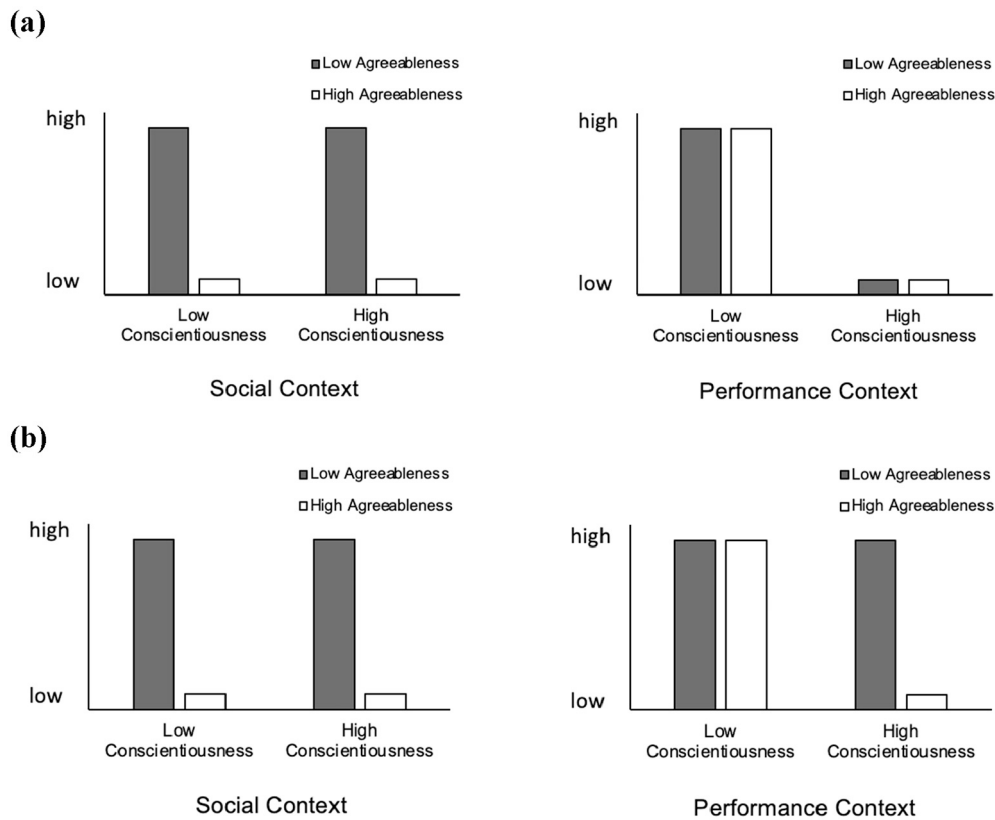 (a)
Low Agreeableness
High Agreeableness
high
low
Low
Conscientiousness
High
Conscientiousness
Social Context
Low Agreeableness
High Agreeableness
high
low
Low
Conscientiousness
High
Conscientiousness
Performance Context
(b)
Low Agreeableness
High Agreeableness
high
low
Low
Conscientiousness
High
Conscientiousness
Social Context
Low Agreeableness
High Agreeableness
high
low
Low
Conscientiousness
High
Conscientiousness
Performance Context